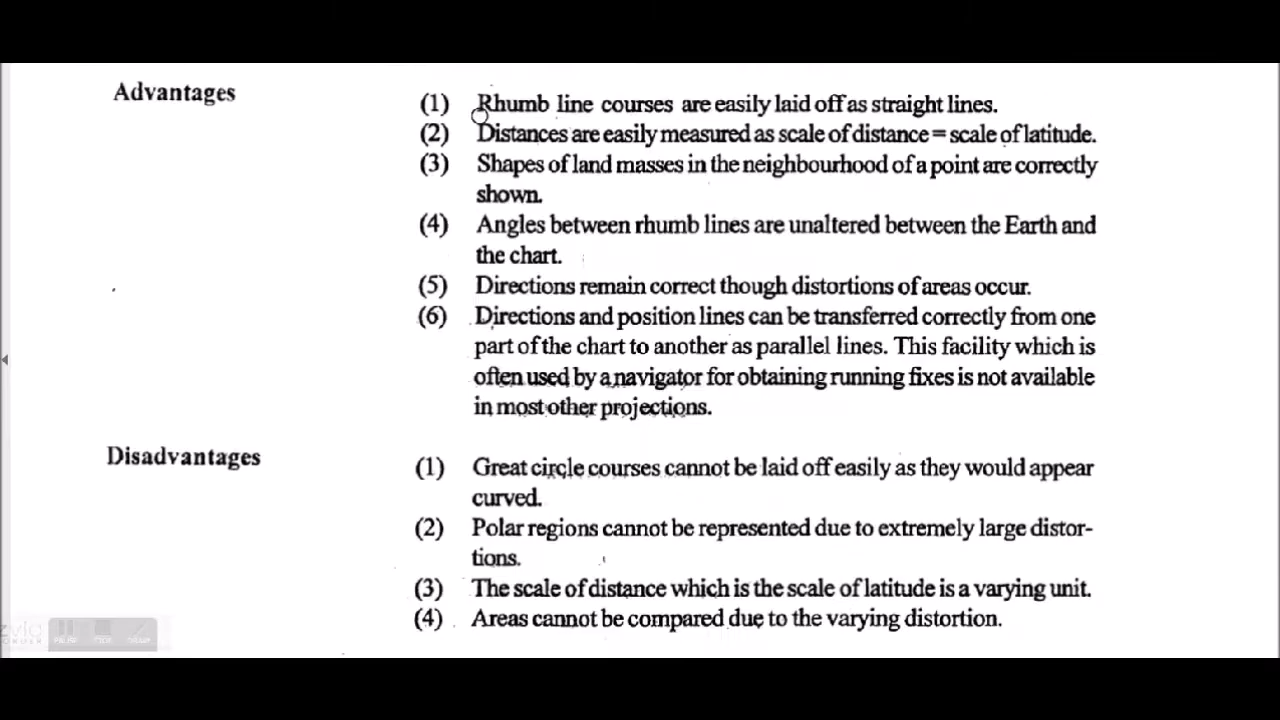 Advantages
(1) Rhumb line courses are easily laid off as straight lines.
(2) Distances are easily measured as scale of distance = scale of latitude.
(3) Shapes of land masses in the neighbourhood of a point are correctly
shown.
(4) Angles between rhumb lines are unaltered between the Earth and
the chart.
(5) Directions remain correct though distortions of areas occur.
(6) Directions and position lines can be transferred correctly from one
part of the chart to another as parallel lines. This facility which is
often used by a navigator for obtaining running fixes is not available
in most other projections.
Disadvantages
(1) Great circle courses cannot be laid off easily as they would appear
curved.
(2) Polar regions cannot be represented due to extremely large distor-
tions.
(3) The scale of distance which is the scale of latitude is a varying unit.
(4) Areas cannot be compared due to the varying distortion.